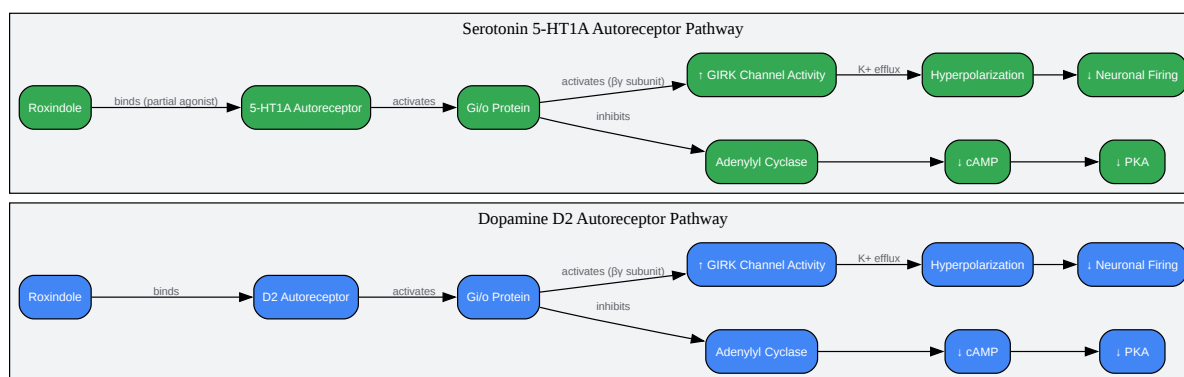 Serotonin 5-HT1A Autoreceptor Pathway
Roxindole
binds (partial agonist)
5-HT1A Autoreceptor
activates
Gi/o Protein
activates (βγ subunit)
↑ GIRK Channel Activity
K+ efflux
Hyperpolarization
↓ Neuronal Firing
inhibits
Adenylyl Cyclase
↓ cAMP
↓ PKA
Dopamine D2 Autoreceptor Pathway
Roxindole
binds
D2 Autoreceptor
activates
Gi/o Protein
activates (βγ subunit)
↑ GIRK Channel Activity
K+ efflux
Hyperpolarization
↓ Neuronal Firing
inhibits
Adenylyl Cyclase
↓ cAMP
↓ PKA